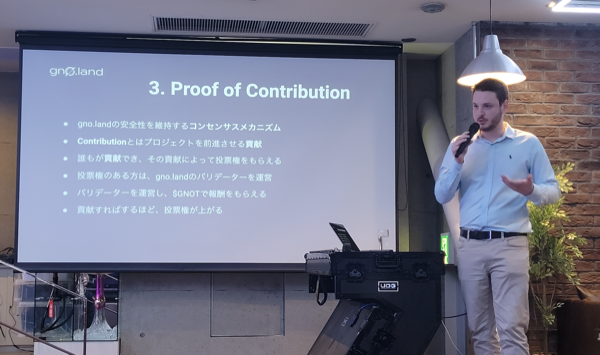 gnø.land
3. Proof of Contribution
gno.landの安全性を維持するコンセンサスメカニズム
Contributionとはプロジェクトを前進させる貢献
誰もが貢献でき、その貢献によって投票権をもらえる
投票権のある方は、gno.landのバリデーターを運営
バリデーターを運営し、$GNOTで報酬をもらえる
貢献すればするほど、投票権が上がる
UDG